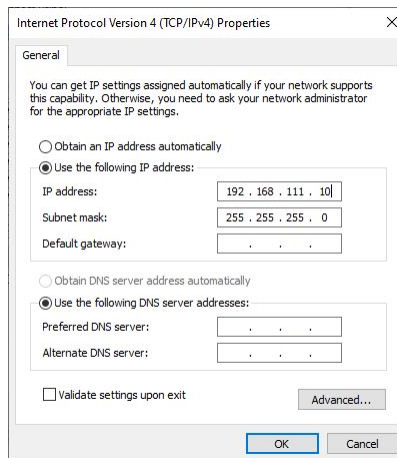 Internet Protocol Version 4 (TCP/IPv4) Properties
General
You can get IP settings assigned automatically if your network supports
this capability. Otherwise, you need to ask your network administrator
for the appropriate IP settings.
Obtain an IP address automatically
Use the following IP address:
IP address: 192 . 168 . 111 . 10
Subnet mask: 255 . 255 . 255 . 0
Default gateway: . . .
Obtain DNS server address automatically
Use the following DNS server addresses:
Preferred DNS server: . . .
Alternate DNS server: . . .
Validate settings upon exit
Advanced...
OK Cancel